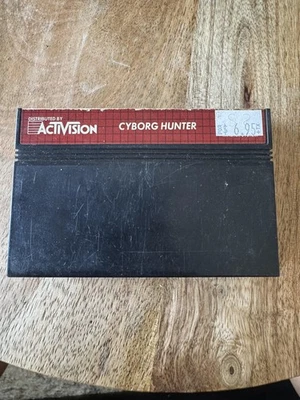 DISTRIBUTED BY
ACTIVISION
CYBORG HUNTER
$ 6.95